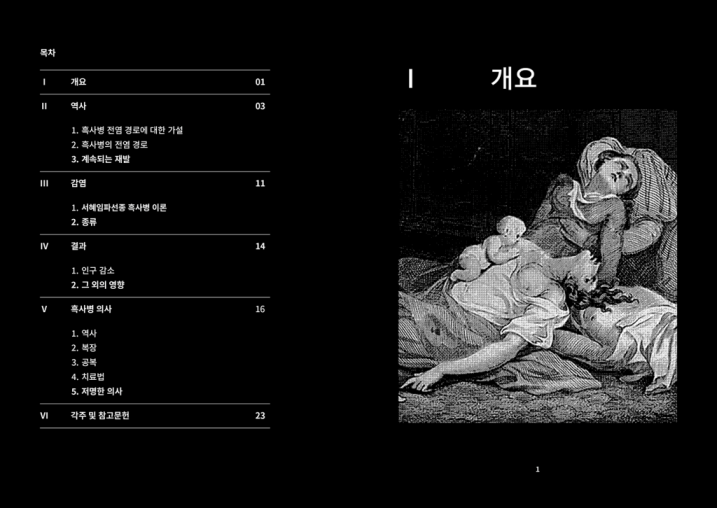 목차
I 개요 01
II 역사 03
1. 흑사병 전염 경로에 대한 가설
2. 흑사병의 전염 경로
3. 계속되는 재발
III 감염 11
1. 서혜임파선종 흑사병 이론
2. 종류
IV 결과 14
1. 인구 감소
2. 그 외의 영향
V 흑사병 의사 16
1. 역사
2. 복장
3. 공복
4. 치료법
5. 저명한 의사
VI 각주 및 참고문헌 23
I 개요
1